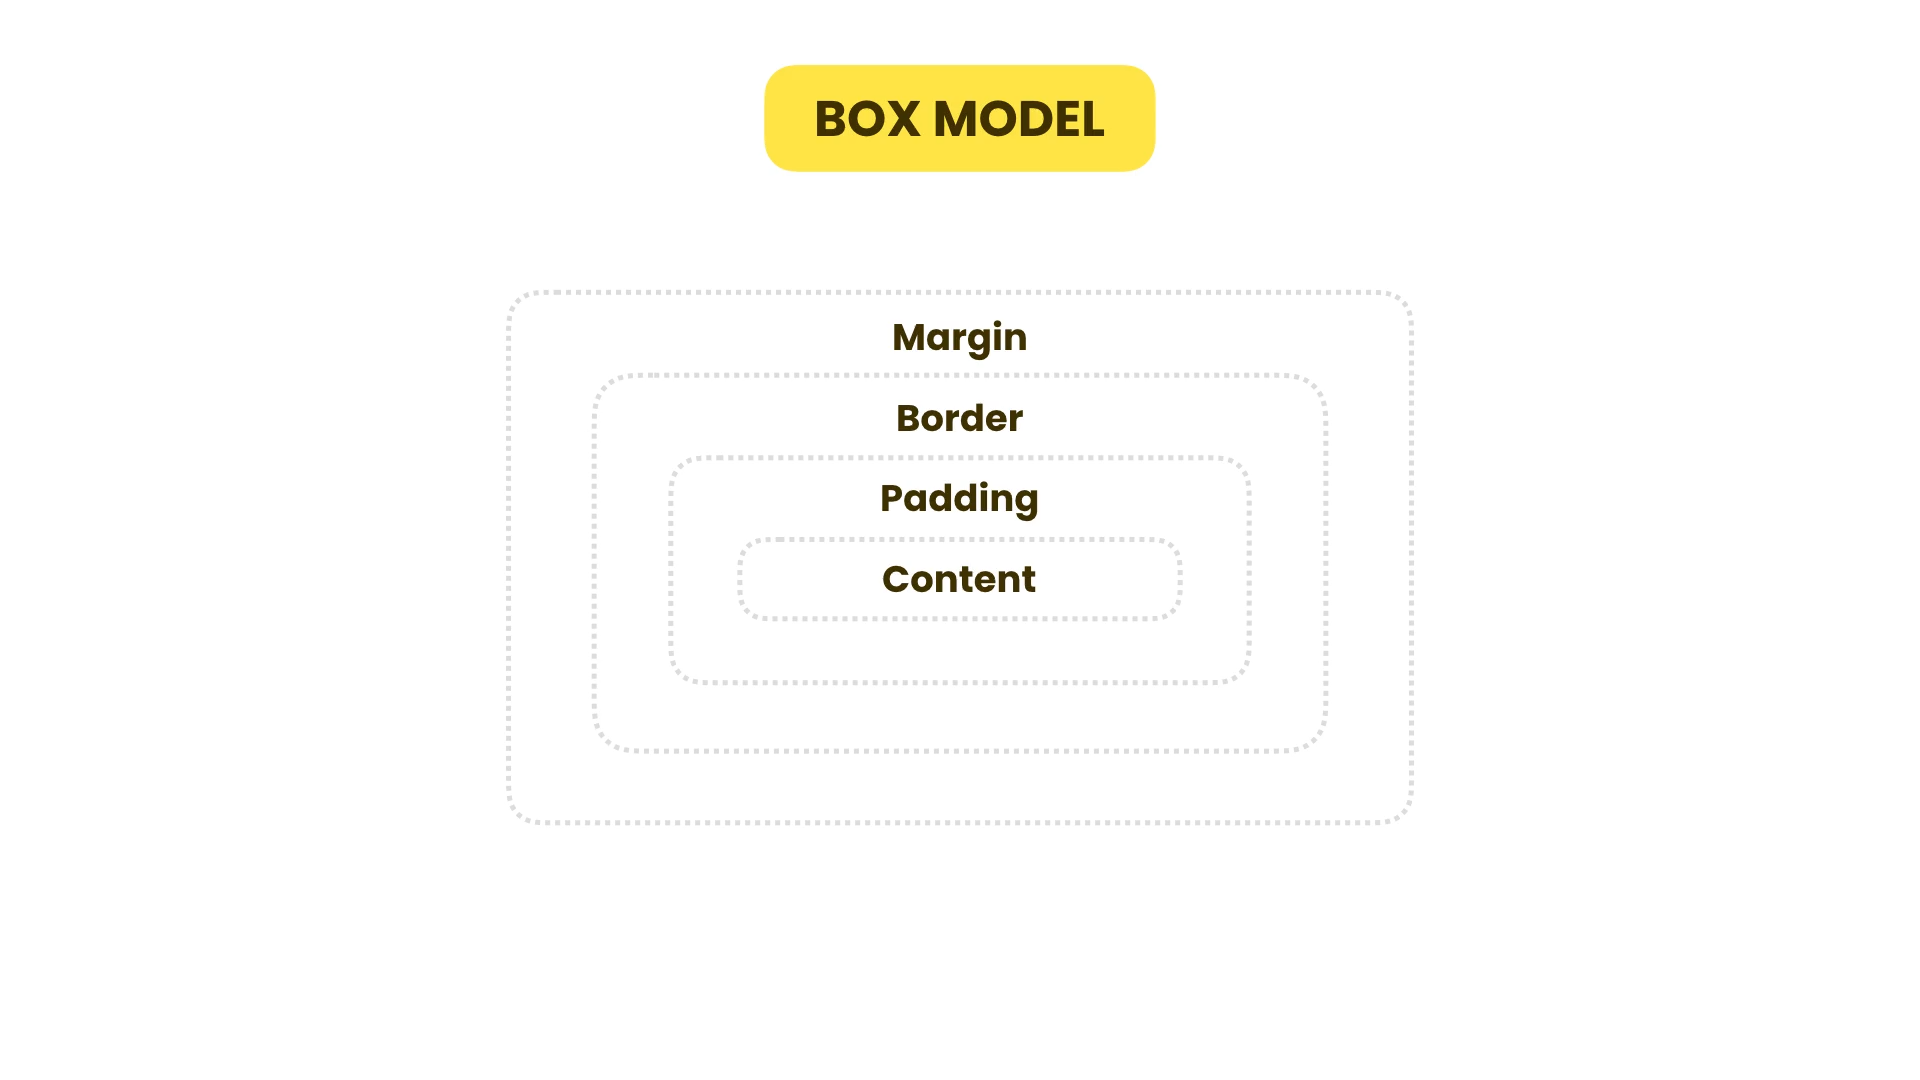 BOX MODEL
Margin
Border
Padding
Content